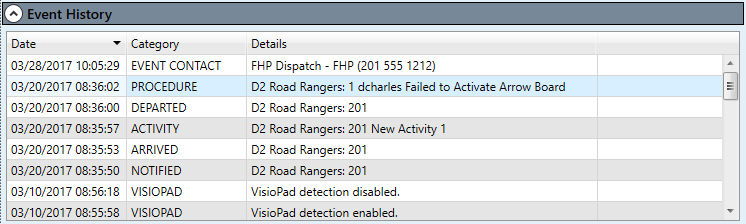 Event History
Date Category Details
03/28/2017 10:05:29 EVENT CONTACT FHP Dispatch - FHP (201 555 1212)
03/20/2017 08:36:02 PROCEDURE D2 Road Rangers: 1 dcharles Failed to Activate Arrow Board
03/20/2017 08:36:00 DEPARTED D2 Road Rangers: 201
03/20/2017 08:35:57 ACTIVITY D2 Road Rangers: 201 New Activity 1
03/20/2017 08:35:53 ARRIVED D2 Road Rangers: 201
03/20/2017 08:35:50 NOTIFIED D2 Road Rangers: 201
03/10/2017 08:56:18 VISIOPAD VisioPad detection disabled.
03/10/2017 08:55:58 VISIOPAD VisioPad detection enabled.